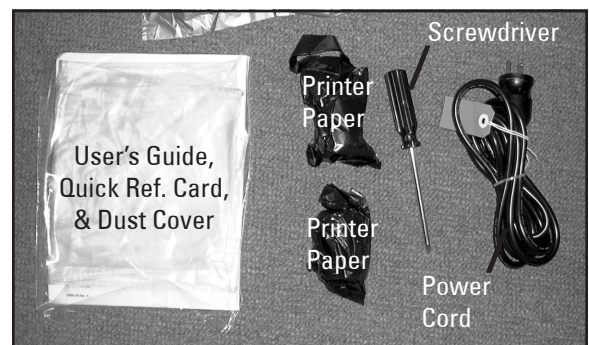 Screwdriver
Printer
Paper
User's Guide,
Quick Ref. Card,
& Dust Cover
Printer
Paper
Power
Cord